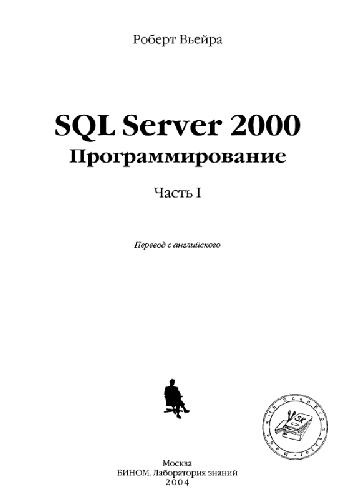 Роберт Вьейра
SQL Server 2000
Программирование
Часть I
Перевод с английского
Москва
БИНОМ. Лаборатория знаний
2004